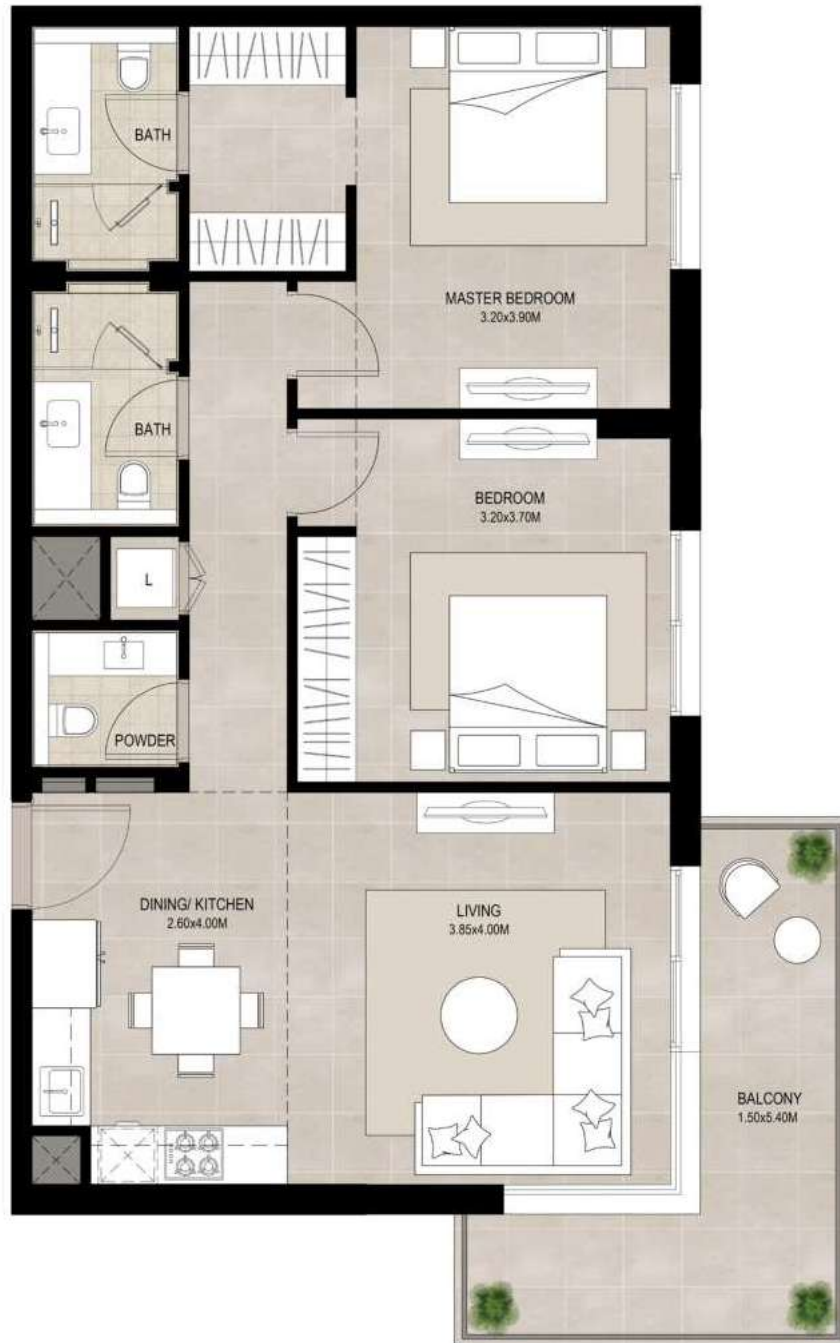 BATH
MASTER BEDROOM
3.20x3.90M
BATH
BEDROOM
3.20x3.70M
L
POWDER
DINING/ KITCHEN
2.60x4.00M
LIVING
3.85x4.00M
BALCONY
1.50x5.40M